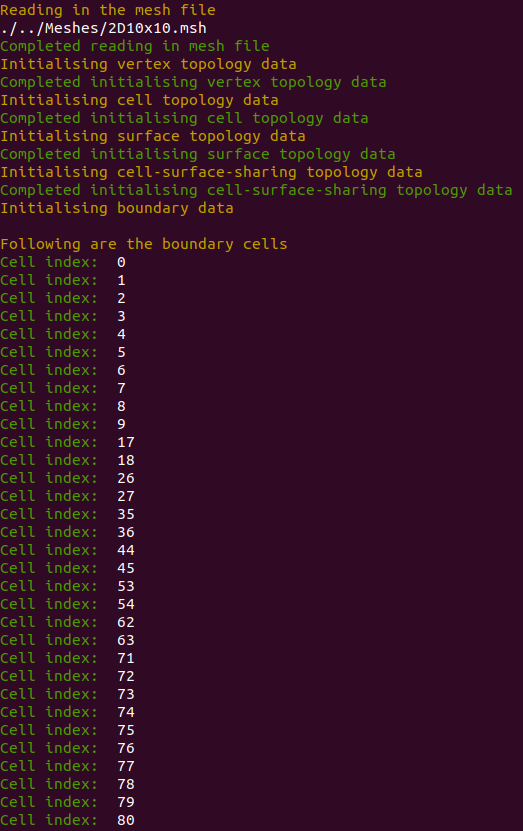 Reading in the mesh file
./../Meshes/2D10x10.msh
Completed reading in mesh file
Initialising vertex topology data
Completed initialising vertex topology data
Initialising cell topology data
Completed initialising cell topology data
Initialising surface topology data
Completed initialising surface topology data
Initialising cell-surface-sharing topology data
Completed initialising cell-surface-sharing topology data
Initialising boundary data
Following are the boundary cells
Cell index:  0
Cell index:  1
Cell index:  2
Cell index:  3
Cell index:  4
Cell index:  5
Cell index:  6
Cell index:  7
Cell index:  8
Cell index:  9
Cell index:  17
Cell index:  18
Cell index:  26
Cell index:  27
Cell index:  35
Cell index:  36
Cell index:  44
Cell index:  45
Cell index:  53
Cell index:  54
Cell index:  62
Cell index:  63
Cell index:  71
Cell index:  72
Cell index:  73
Cell index:  74
Cell index:  75
Cell index:  76
Cell index:  77
Cell index:  78
Cell index:  79
Cell index:  80